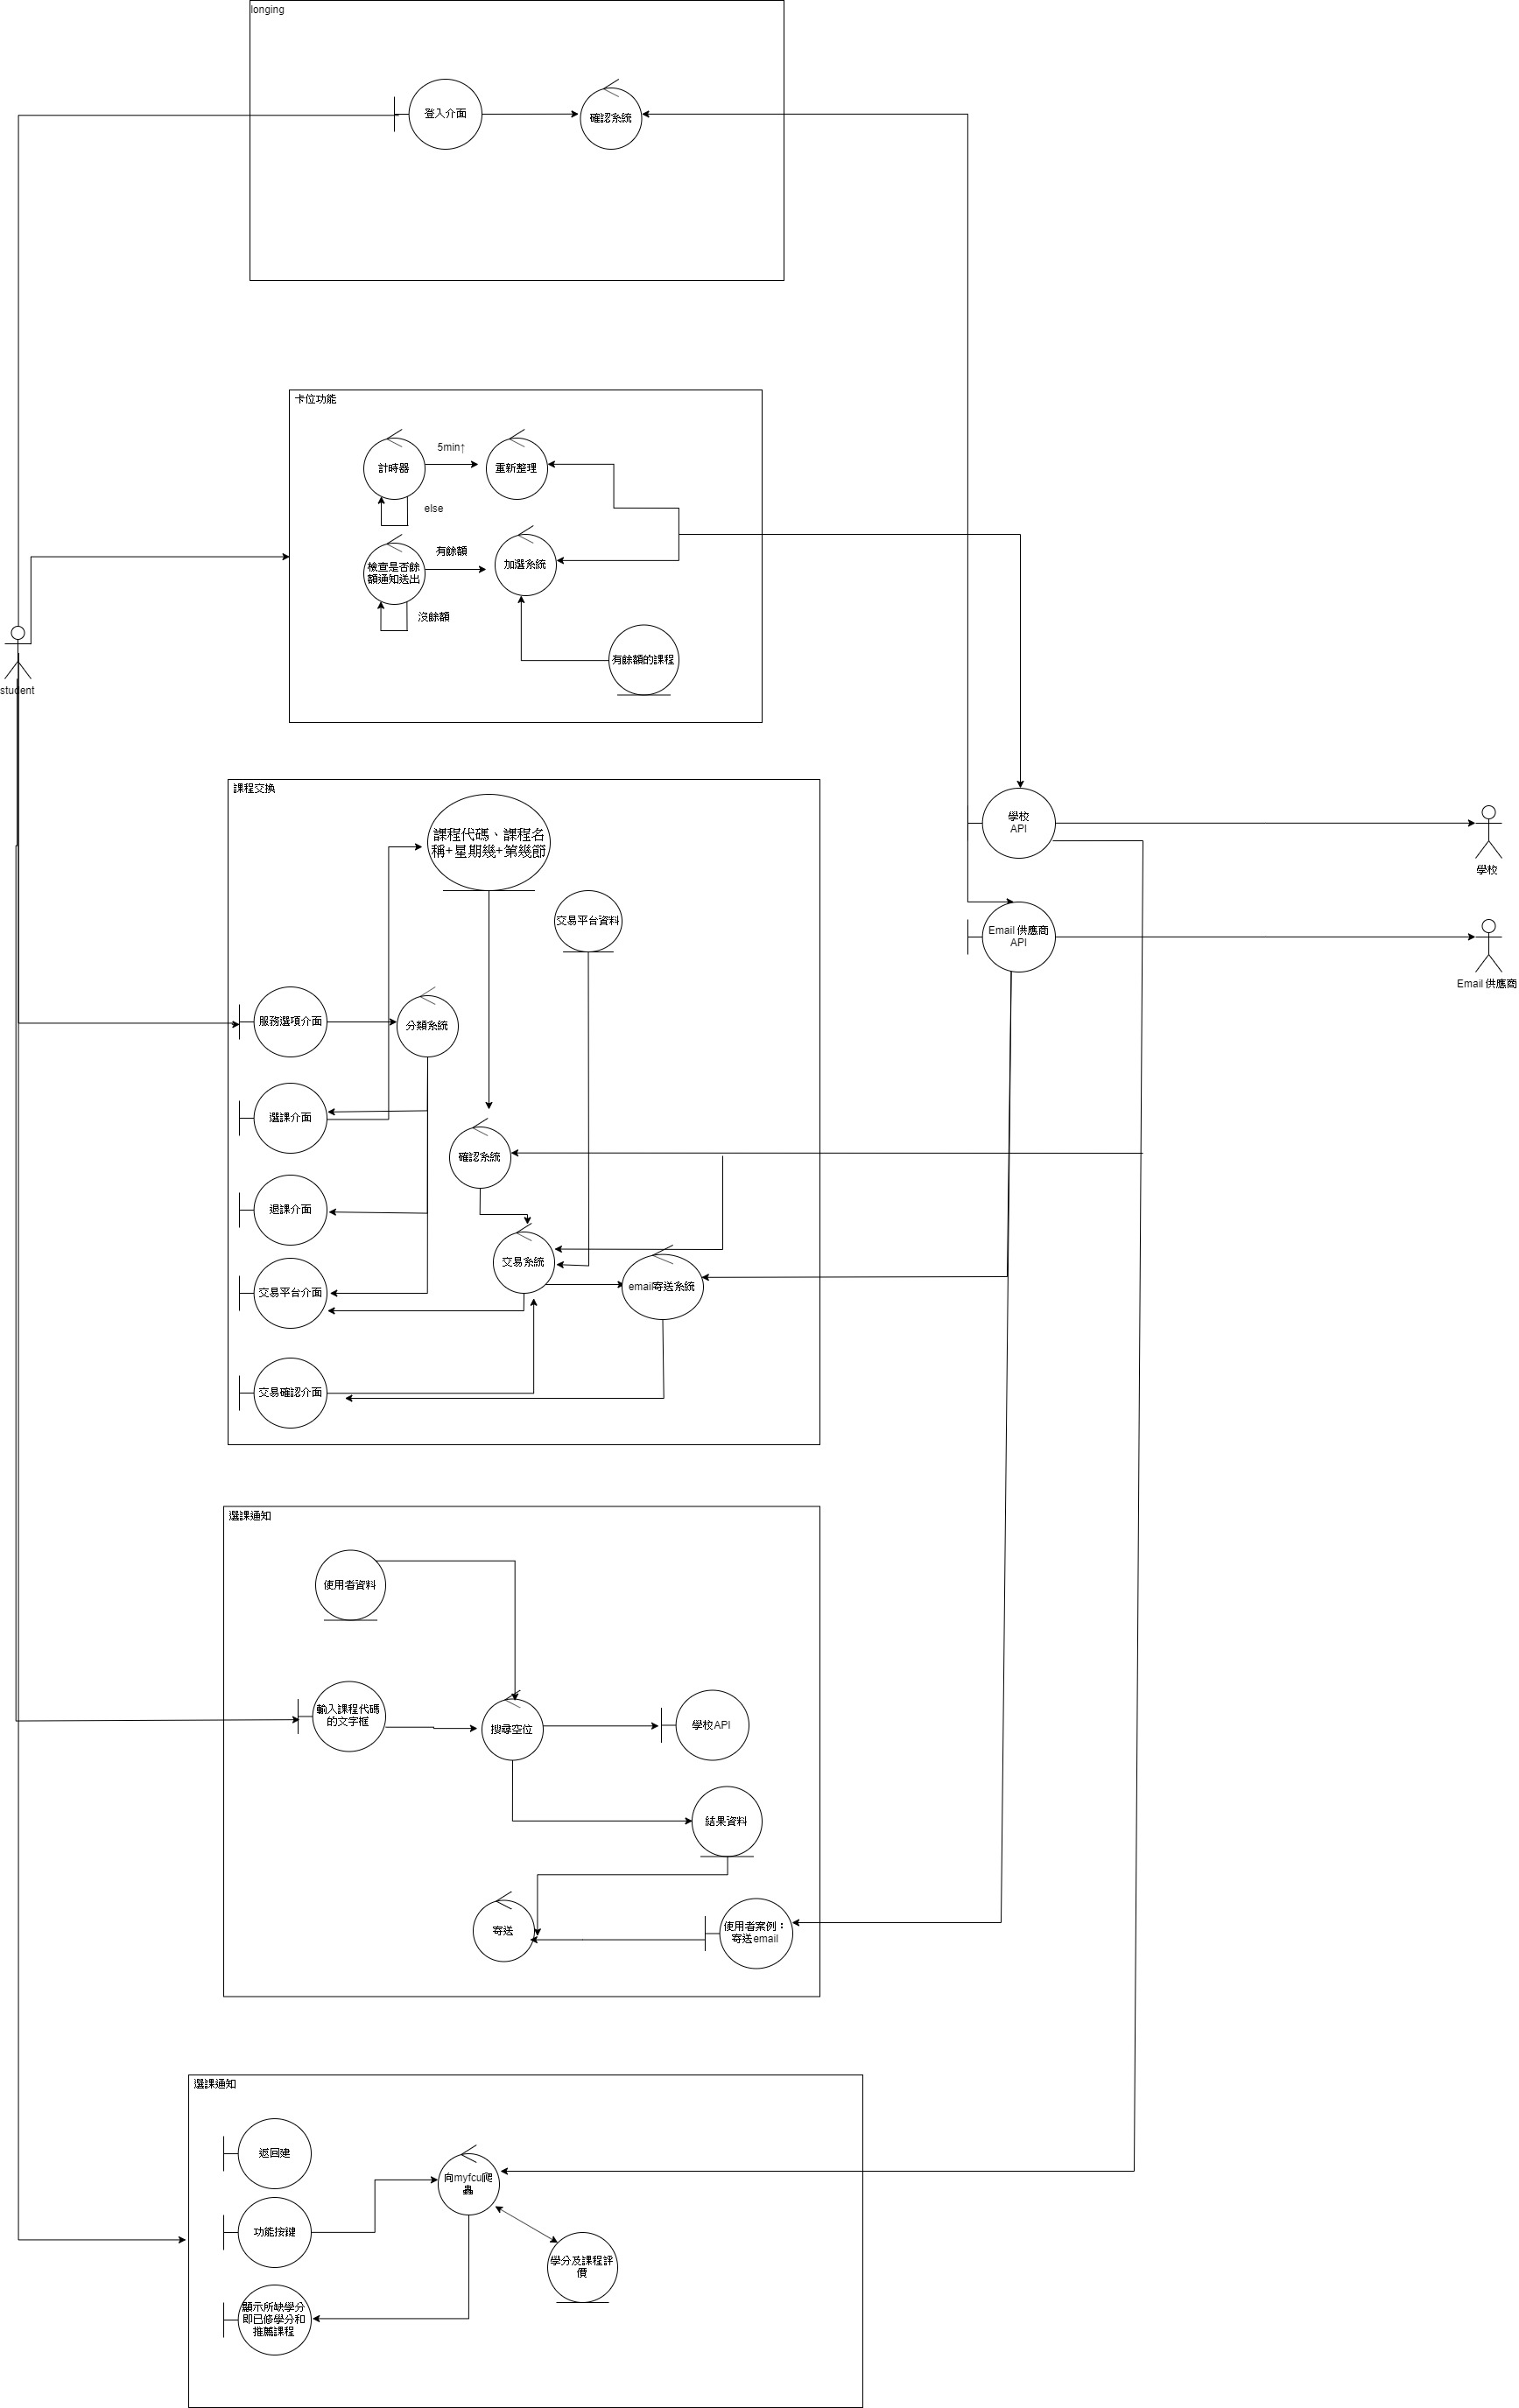 longing
登入介面
確認系統
卡位功能
計時器
5min↑
重新整理
else
檢查是否餘
額通知送出
有餘額
加選系統
沒餘額
有餘額的課程
student
課程交換
課程代碼、課程名
稱+星期幾+第幾節
交易平台資料
學校
API
學校
Email 供應商
API
Email 供應商
服務選項介面
分類系統
選課介面
確認系統
退課介面
交易系統
交易平台介面
email寄送系統
交易確認介面
選課通知
使用者資料
輸入課程代碼
的文字框
搜尋空位
學校API
結果資料
寄送
使用者案例：
寄送email
選課通知
返回建
向myfcu爬
蟲
功能按鍵
學分及課程評
價
顯示所缺學分
即已修學分和
推薦課程